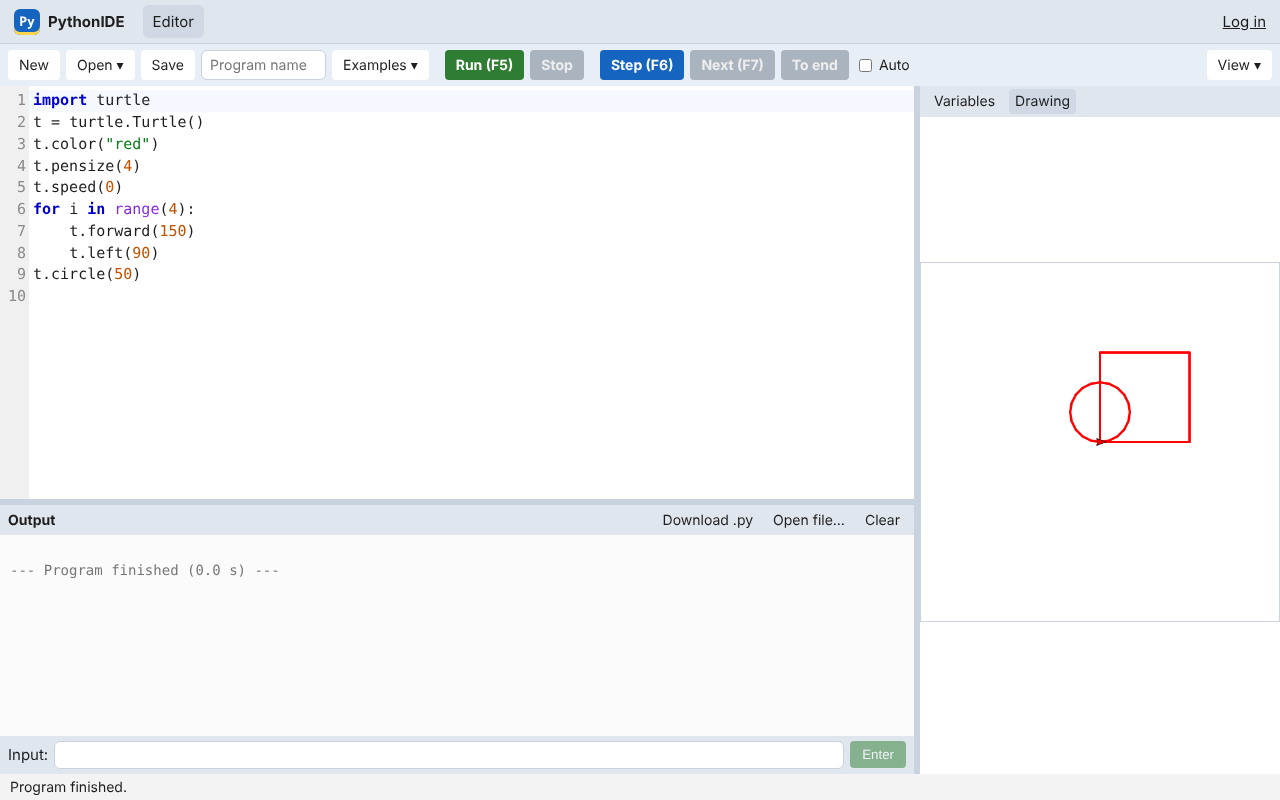 Py PythonIDE Editor Log in
New Open ▾ Save Program name Examples ▾ Run (F5) Stop Step (F6) Next (F7) To end Auto View ▾
1 import turtle
2 t = turtle.Turtle()
3 t.color("red")
4 t.pensize(4)
5 t.speed(0)
6 for i in range(4):
7     t.forward(150)
8     t.left(90)
9 t.circle(50)
10
Variables Drawing
Output Download .py Open file... Clear
--- Program finished (0.0 s) ---
Input: Enter
Program finished.